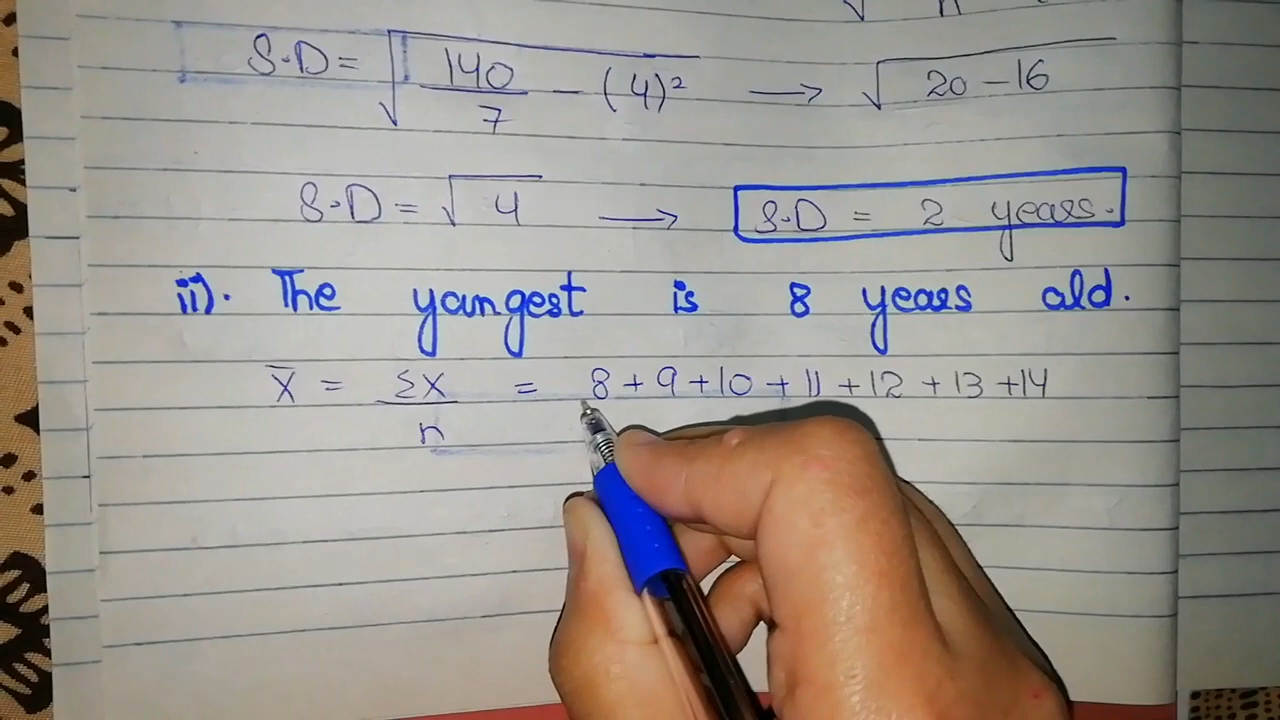 S.D = √140/7 - (4)² → √20 - 16
S.D = √4 → S.D = 2 years.
ii). The yangest is 8 years ald.
X̄ = ΣX/n = 8 + 9 + 10 + 11 + 12 + 13 + 14